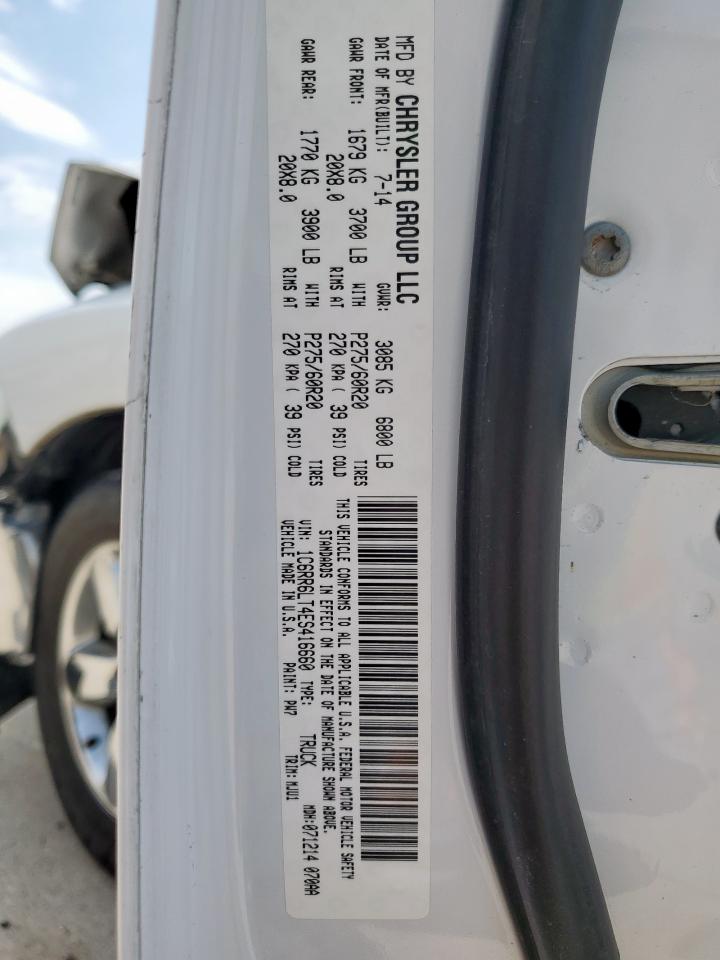 MFD BY CHRYSLER GROUP LLC
DATE OF MFR(BUILT): 7-14 GVWR: 3085 KG 6800 LB
GAWR FRONT: 1679 KG 3700 LB WITH P275/60R20 TIRES
20X8.0 RIMS AT 270 KPA ( 39 PSI) COLD
GAWR REAR: 1770 KG 3900 LB WITH P275/60R20 TIRES
20X8.0 RIMS AT 270 KPA ( 39 PSI) COLD
THIS VEHICLE CONFORMS TO ALL APPLICABLE U.S.A. FEDERAL MOTOR VEHICLE SAFETY
STANDARDS IN EFFECT ON THE DATE OF MANUFACTURE SHOWN ABOVE.
VIN: 1C6RR6LT4ES416660 TYPE: TRUCK MDH:071214 070AA
VEHICLE MADE IN U.S.A. PAINT: PW7 TRIM:MJU1